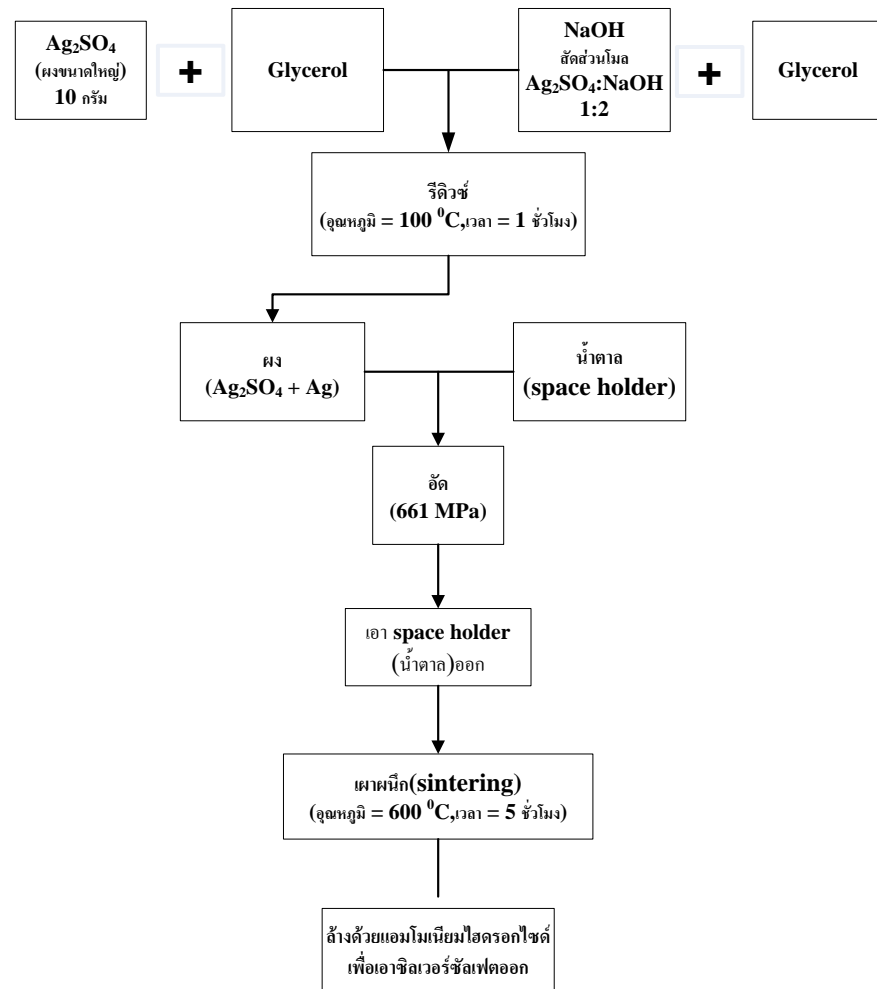 Ag₂SO₄
(ผงขนาดใหญ่)
10 กรัม
+
Glycerol
NaOH
สัดส่วนโมล
Ag₂SO₄:NaOH
1:2
+
Glycerol
รีดิวซ์
(อุณหภูมิ = 100 ⁰C,เวลา = 1 ชั่วโมง)
ผง
(Ag₂SO₄ + Ag)
น้ำตาล
(space holder)
อัด
(661 MPa)
เอา space holder
(น้ำตาล)ออก
เผาผนึก(sintering)
(อุณหภูมิ = 600 ⁰C,เวลา = 5 ชั่วโมง)
ล้างด้วยแอมโมเนียมไฮดรอกไซด์
เพื่อเอาซิลเวอร์ซัลเฟตออก